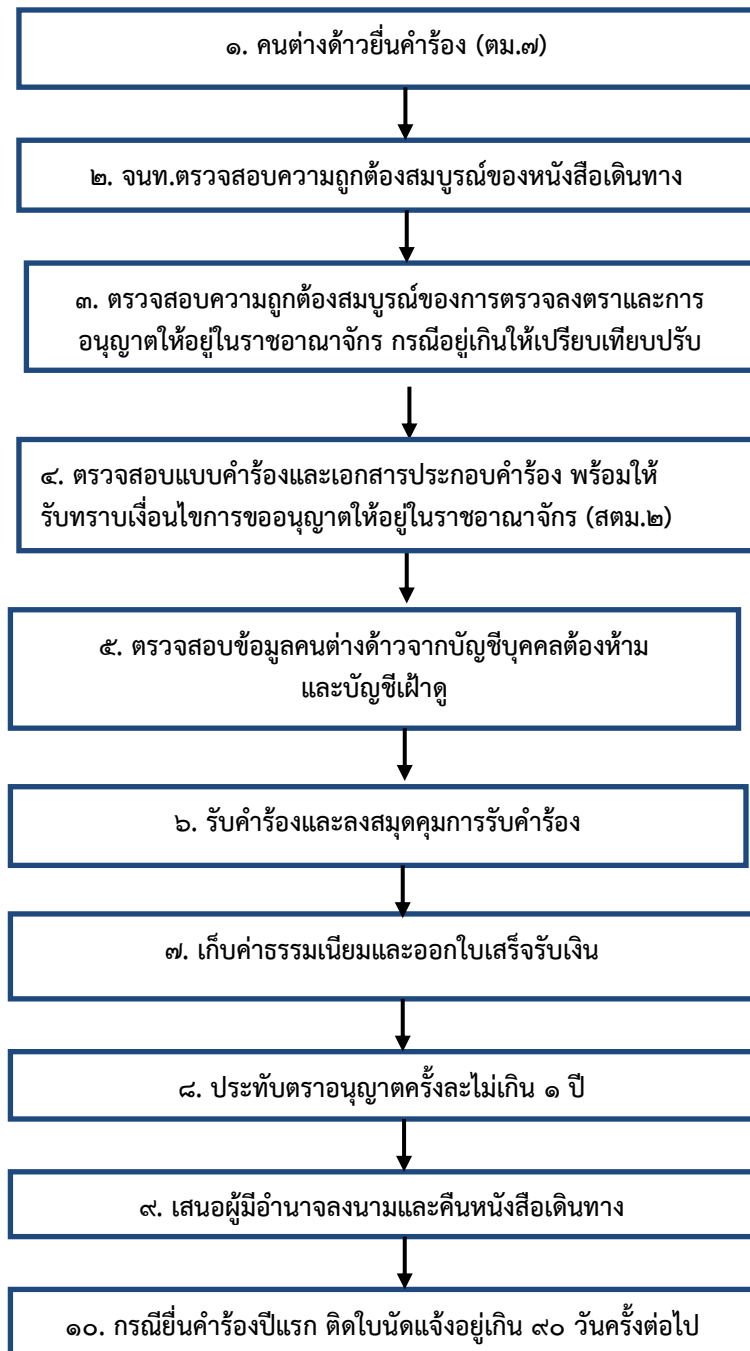 ๑. คนต่างด้าวยื่นคำร้อง (ตม.๗)
๒. จนท.ตรวจสอบความถูกต้องสมบูรณ์ของหนังสือเดินทาง
๓. ตรวจสอบความถูกต้องสมบูรณ์ของการตรวจลงตราและการ
อนุญาตให้อยู่ในราชอาณาจักร กรณีอยู่เกินให้เปรียบเทียบปรับ
๔. ตรวจสอบแบบคำร้องและเอกสารประกอบคำร้อง พร้อมให้
รับทราบเงื่อนไขการขออนุญาตให้อยู่ในราชอาณาจักร (สตม.๒)
๕. ตรวจสอบข้อมูลคนต่างด้าวจากบัญชีบุคคลต้องห้าม
และบัญชีเฝ้าดู
๖. รับคำร้องและลงสมุดคุมการรับคำร้อง
๗. เก็บค่าธรรมเนียมและออกใบเสร็จรับเงิน
๘. ประทับตราอนุญาตครั้งละไม่เกิน ๑ ปี
๙. เสนอผู้มีอำนาจลงนามและคืนหนังสือเดินทาง
๑๐. กรณียื่นคำร้องปีแรก ติดใบนัดแจ้งอยู่เกิน ๙๐ วันครั้งต่อไป